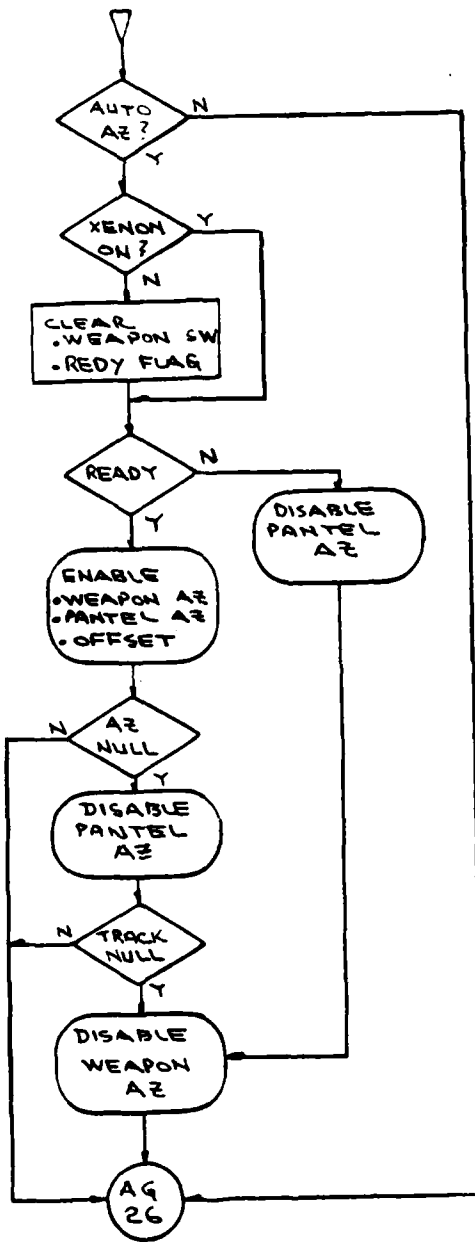 AUTO
AZ?
N
Y
XENON
ON?
Y
N
CLEAR
•WEAPON SW
•REDY FLAG
READY
N
Y
DISABLE
PANTEL
AZ
ENABLE
•WEAPON AZ
•PANTEL AZ
•OFFSET
N
AZ
NULL
Y
DISABLE
PANTEL
AZ
N
TRACK
NULL
Y
DISABLE
WEAPON
AZ
AG
26